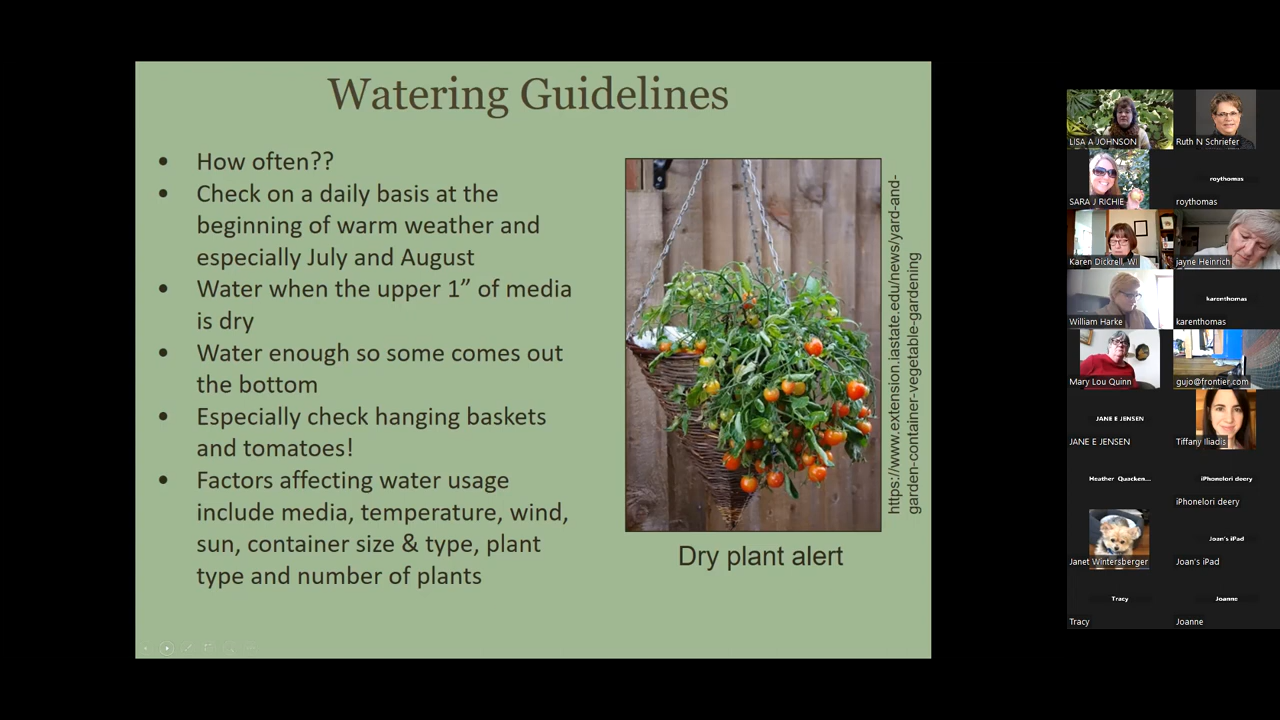 Watering Guidelines
• How often??
• Check on a daily basis at the
beginning of warm weather and
especially July and August
• Water when the upper 1” of media
is dry
• Water enough so some comes out
the bottom
• Especially check hanging baskets
and tomatoes!
• Factors affecting water usage
include media, temperature, wind,
sun, container size & type, plant
type and number of plants
https://www.extension.iastate.edu/news/yard-and-
garden-container-vegetable-gardening
Dry plant alert
LISA A JOHNSON
Ruth N Schriefer
SARA J RICHIE
roythomas
roythomas
Karen Dickrell, WI
jayne Heinrich
William Harke
karenthomas
karenthomas
Mary Lou Quinn
gujo@frontier.com
JANE E JENSEN
JANE E JENSEN
Tiffany Iliadis
Heather Quacken...
iPhonelori deery
iPhonelori deery
Janet Wintersberger
Joan's iPad
Joan's iPad
Tracy
Tracy
Joanne
Joanne